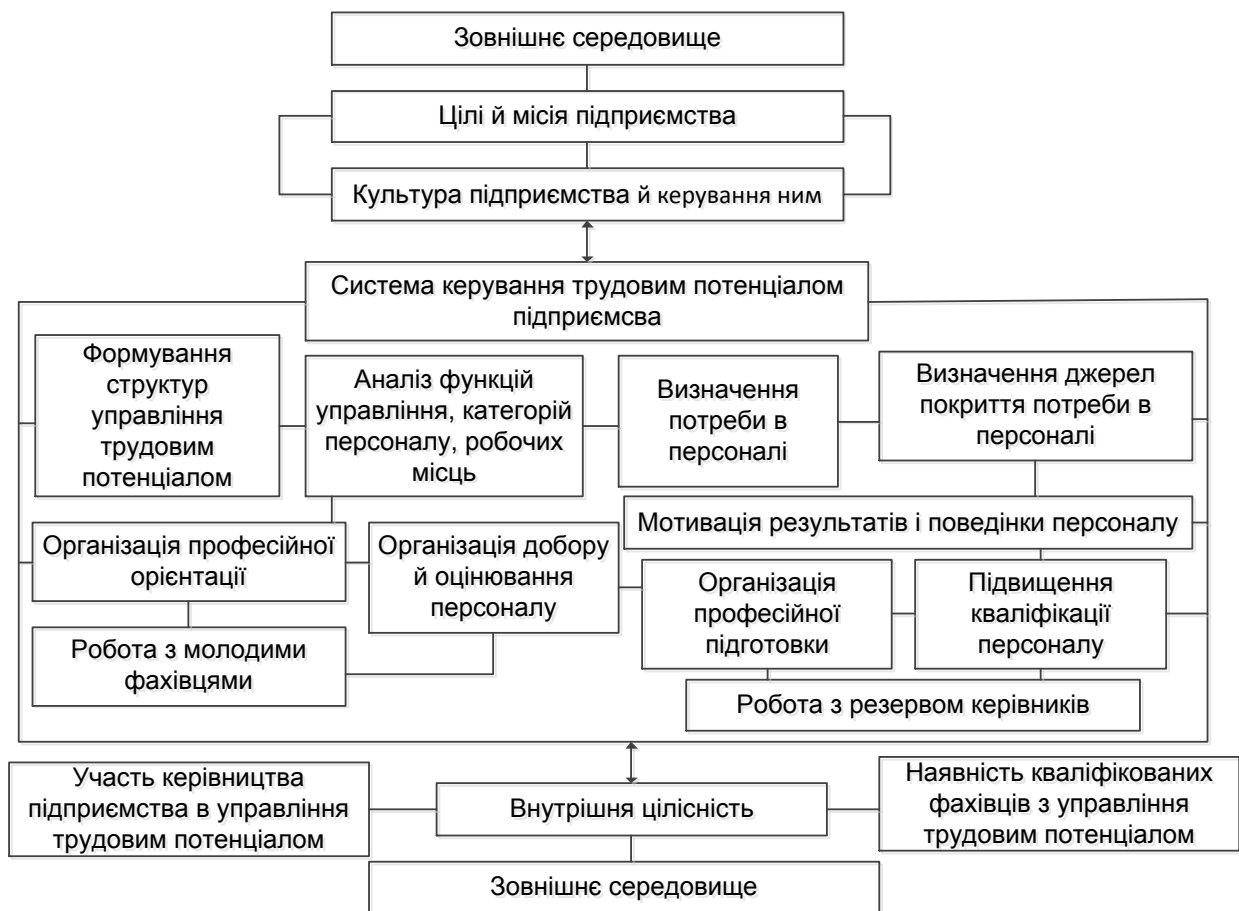 Зовнішнє середовище
Цілі й місія підприємства
Культура підприємства й керування ним
Система керування трудовим потенціалом
підприємсва
Формування
структур
управління
трудовим
потенціалом
Аналіз функцій
управління, категорій
персоналу, робочих
місць
Визначення
потреби в
персоналі
Визначення джерел
покриття потреби в
персоналі
Мотивація результатів і поведінки персоналу
Організація професійної
орієнтації
Організація добору
й оцінювання
персоналу
Організація
професійної
підготовки
Підвищення
кваліфікації
персоналу
Робота з молодими
фахівцями
Робота з резервом керівників
Участь керівництва
підприємства в управління
трудовим потенціалом
Внутрішня цілісність
Наявність кваліфікованих
фахівців з управління
трудовим потенціалом
Зовнішнє середовище